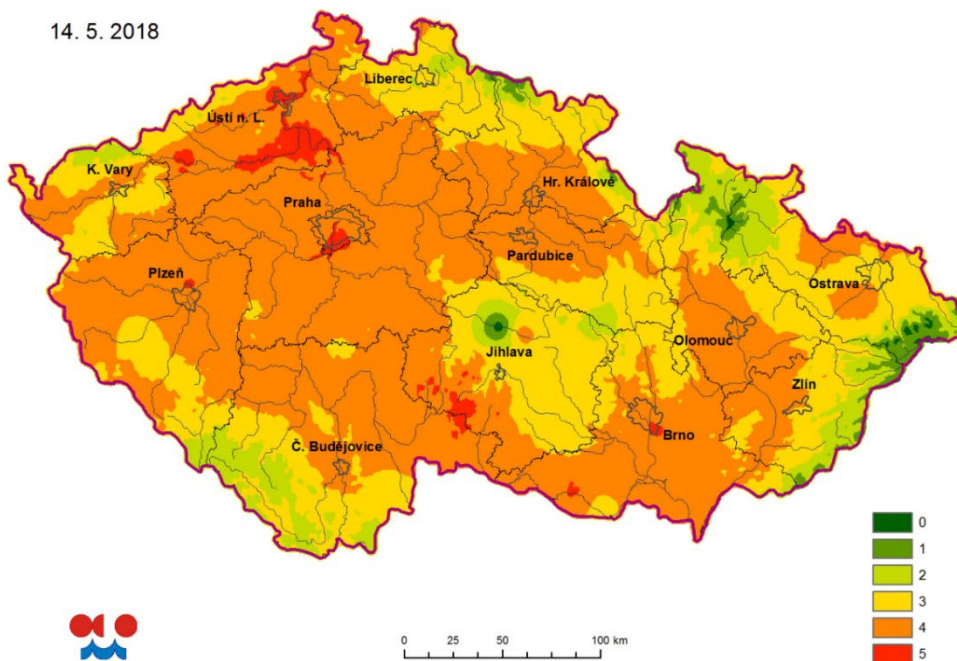 14. 5. 2018
Liberec
Ústí n. L.
K. Vary
Hr. Králové
Praha
Pardubice
Plzeň
Ostrava
Olomouc
Jihlava
Zlín
Brno
Č. Budějovice
0
1
2
3
4
5
0 25 50 100 km